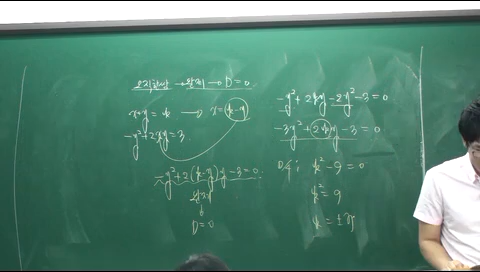 → D=0
x+y=k → x=k-y
-y²+2xy=3
-y²+2(k-y)y-3=0
D=0
-y²+2ky-2y²-3=0
-3y²+2ky-3=0
D/4; k²-9=0
k²=9
k=±3